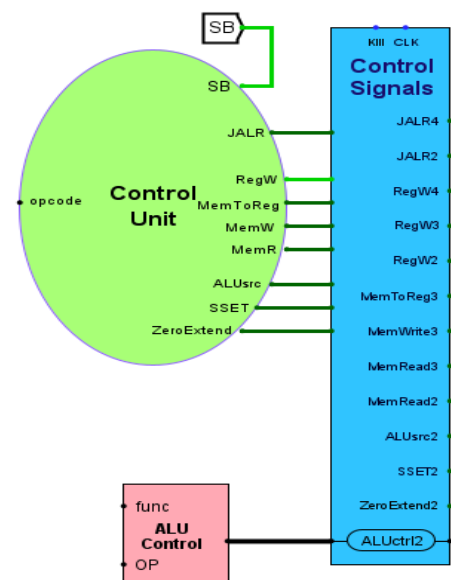 SB
KIII CLK
Control
Signals
SB
JALR
JALR4
JALR2
RegW
RegW4
opcode
Control
Unit
MemToReg
MemW
RegW3
MemR
RegW2
ALUsrc
MemToReg3
SSET
ZeroExtend
MemWrite3
MemRead3
MemRead2
ALUsrc2
SSET2
ZeroExtend2
func
ALU
Control
ALUctrl2
OP